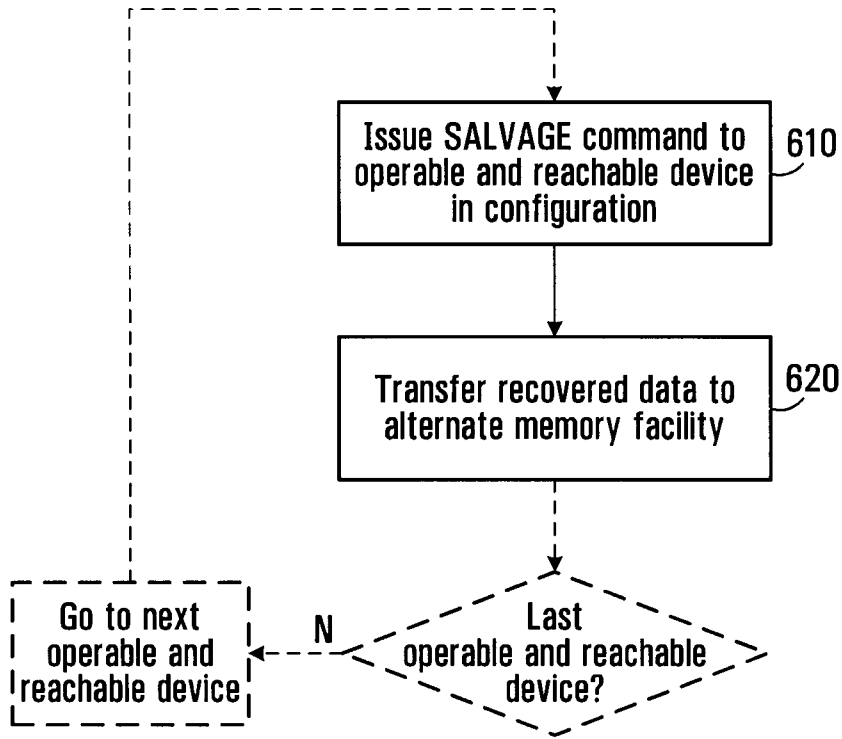 Issue SALVAGE command to
operable and reachable device
in configuration
610
Transfer recovered data to
alternate memory facility
620
Last
operable and reachable
device?
N
Go to next
operable and
reachable device